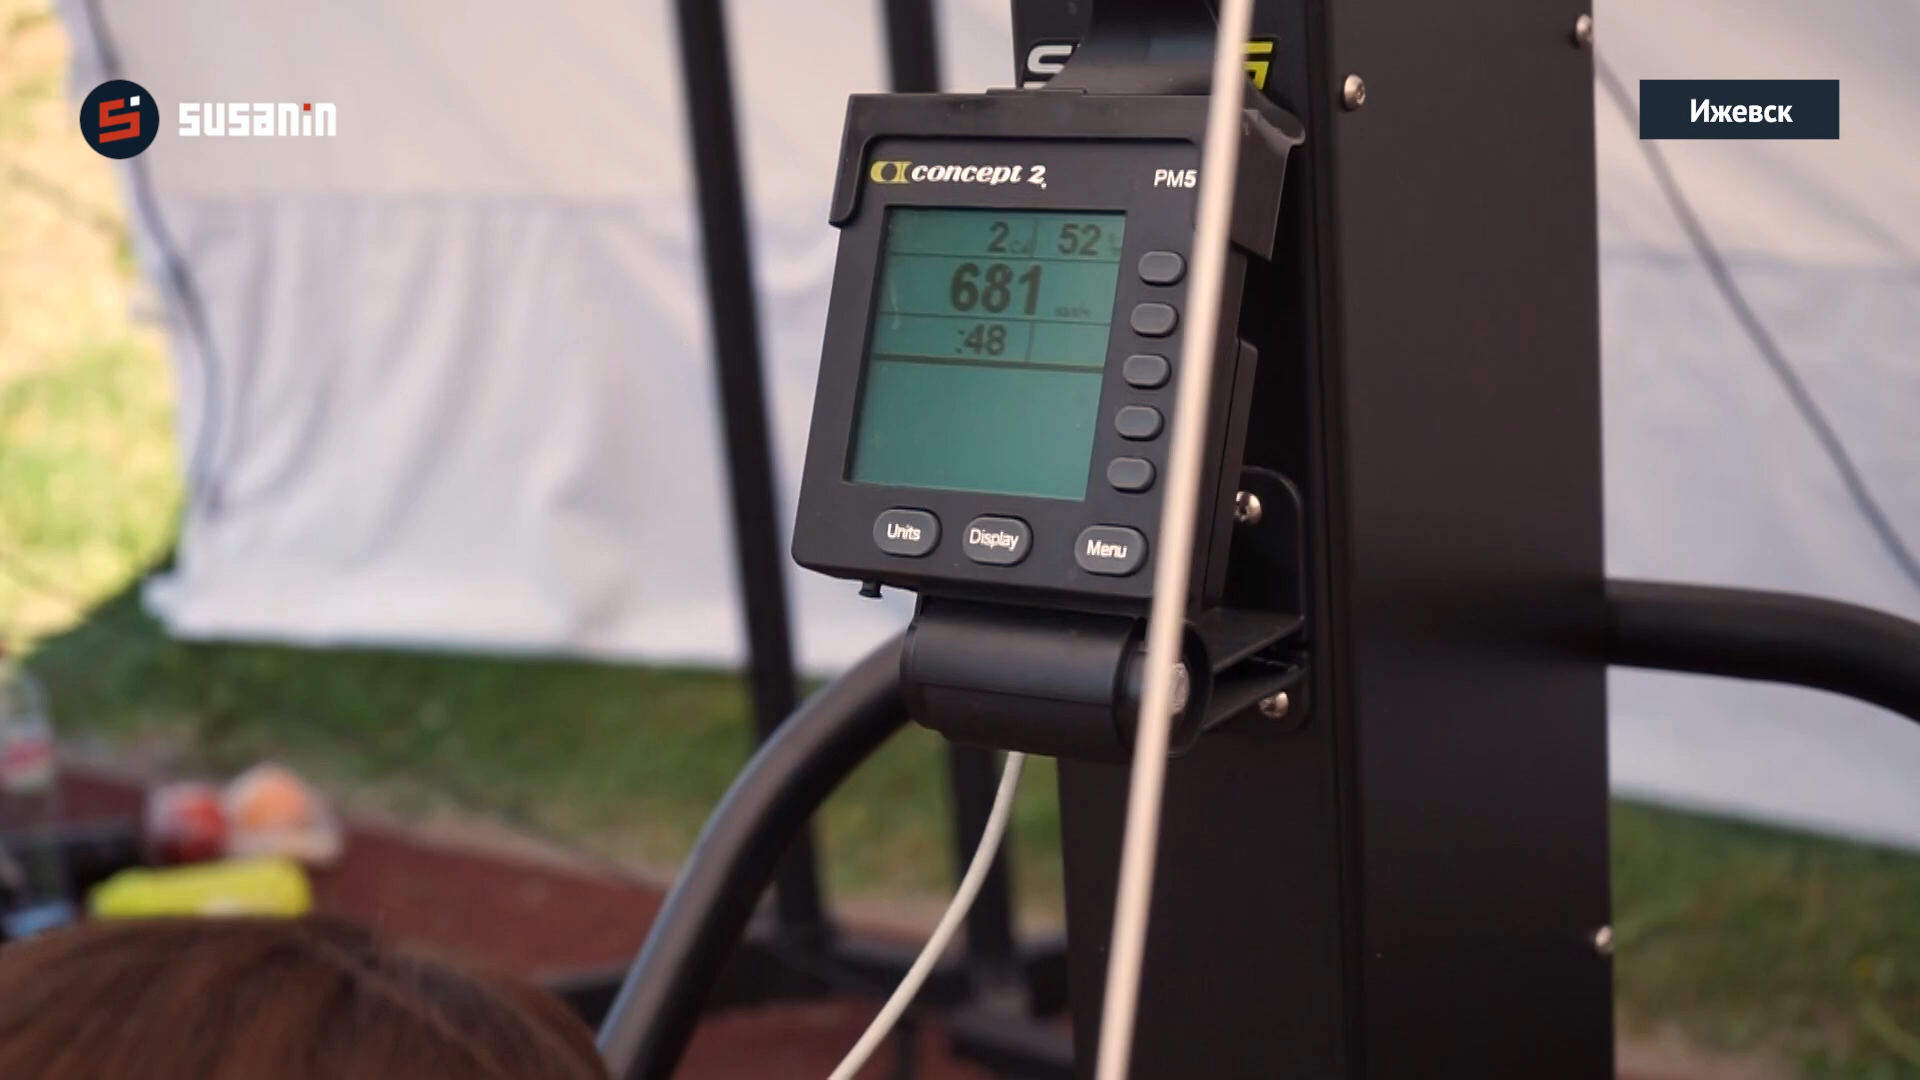 susanin
Ижевск
concept 2
PM5
2 52
681
:48
Units Display Menu